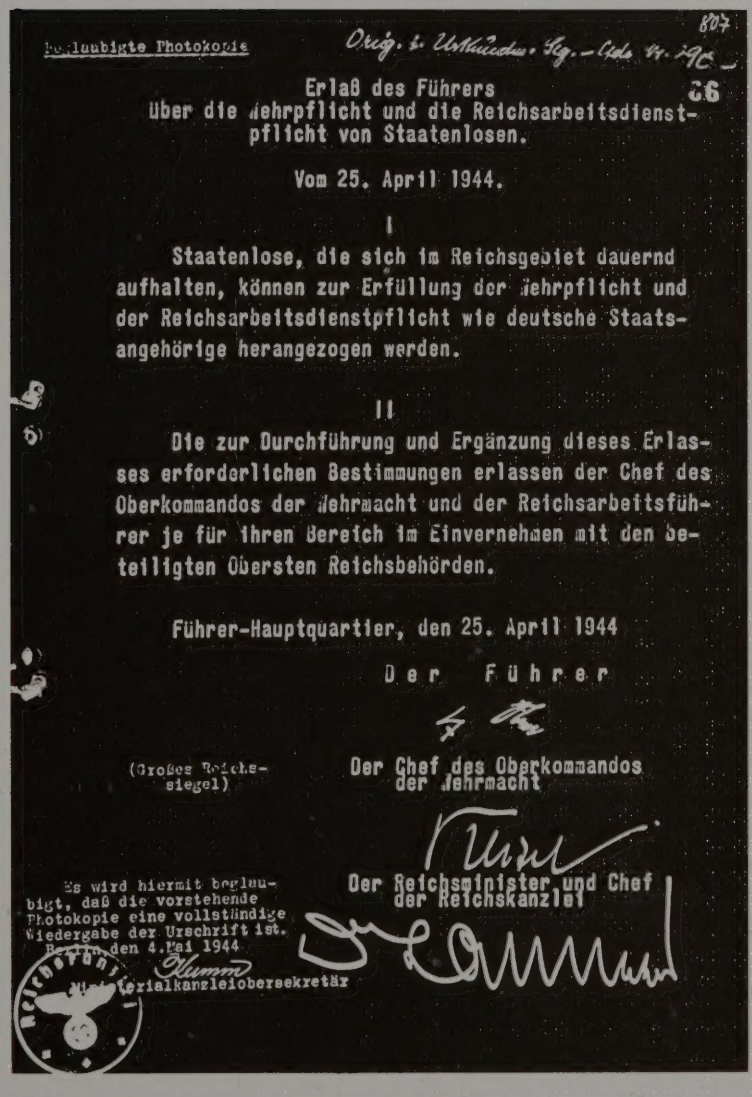 807
Beglaubigte Photokopie
Orig. i. Urkunden
36
Erlaß des Führers
über die Wehrpflicht und die Reichsarbeitsdienst-
pflicht von Staatenlosen.
Vom 25. April 1944.
I
Staatenlose, die sich im Reichsgebiet dauernd
aufhalten, können zur Erfüllung der Wehrpflicht und
der Reichsarbeitsdienstpflicht wie deutsche Staats-
angehörige herangezogen werden.
II
Die zur Durchführung und Ergänzung dieses Erlas-
ses erforderlichen Bestimmungen erlassen der Chef des
Oberkommandos der Wehrmacht und der Reichsarbeitsfüh-
rer je für ihren Bereich im Einvernehmen mit den be-
teiligten Obersten Reichsbehörden.
Führer-Hauptquartier, den 25. April 1944
Der Führer
(Großes Reichs-
siegel)
Der Chef des Oberkommandos
der Wehrmacht
Keitel
Der Reichsminister und Chef
der Reichskanzlei
Dr Lammers
Es wird hiermit beglau-
bigt, daß die vorstehende
Photokopie eine vollständige
Wiedergabe der Urschrift ist.
Berlin, den 4.Mai 1944
Ministerialkanzleiobersekretär
Reichskanzlei